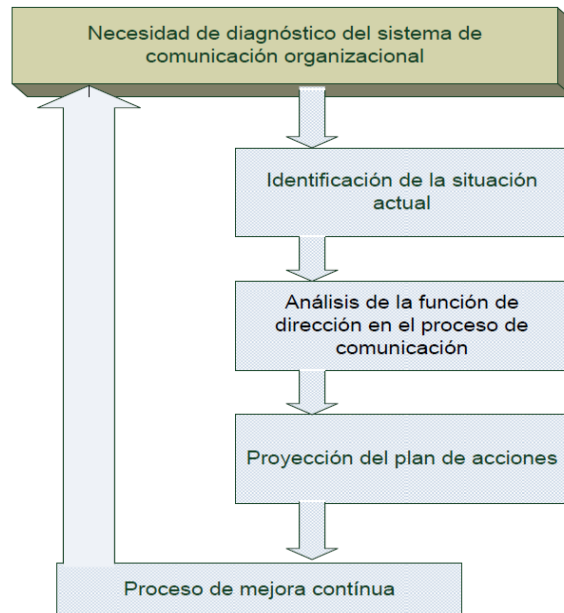 Necesidad de diagnóstico del sistema de
comunicación organizacional
Identificación de la situación
actual
Análisis de la función de
dirección en el proceso de
comunicación
Proyección del plan de acciones
Proceso de mejora contínua